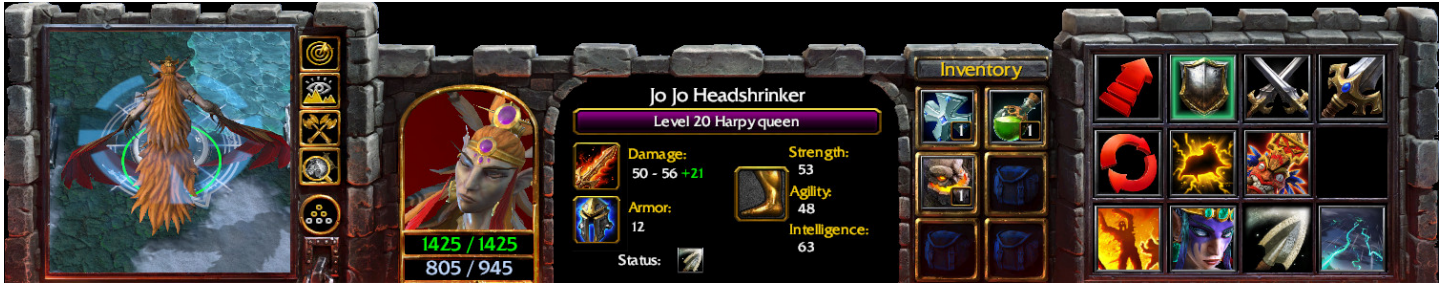 Jo Jo Headshrinker
Level 20 Harpy queen
Damage:
50 - 56 +21
Armor:
12
Status:
Strength:
53
Agility:
48
Intelligence:
63
1425 / 1425
805 / 945
Inventory
1
1
1